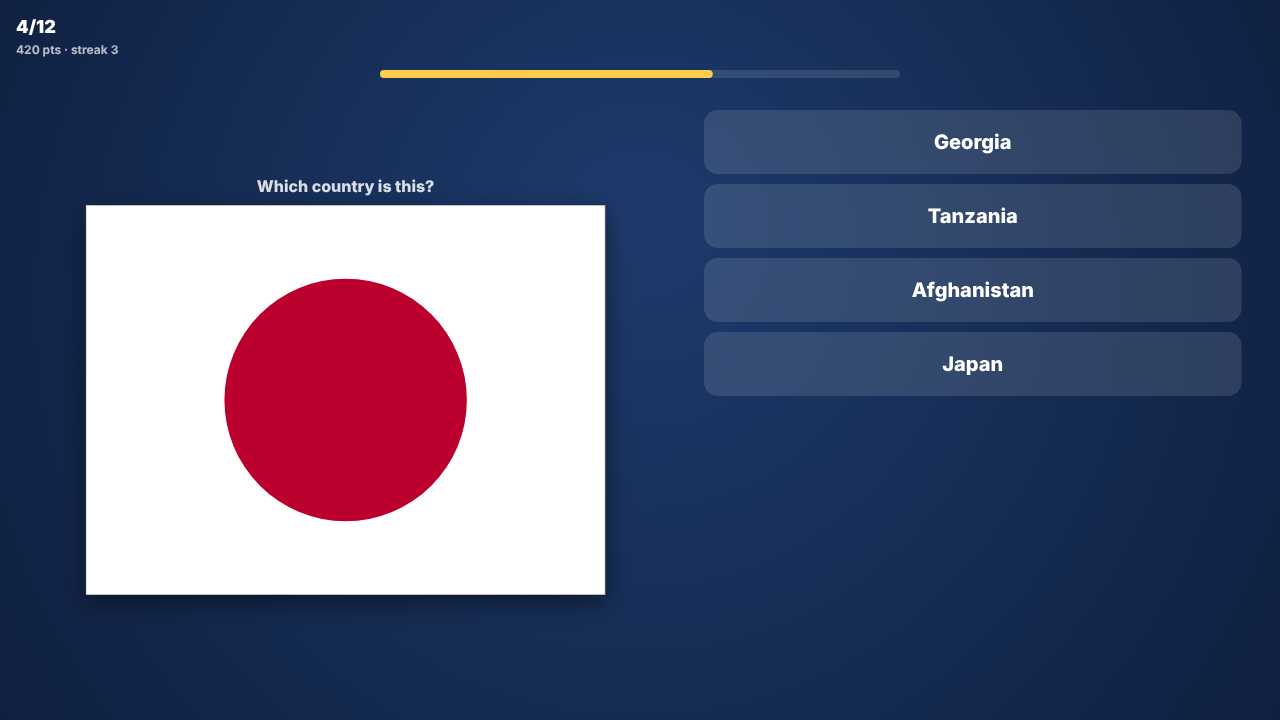 4/12
420 pts · streak 3
Which country is this?
Georgia
Tanzania
Afghanistan
Japan